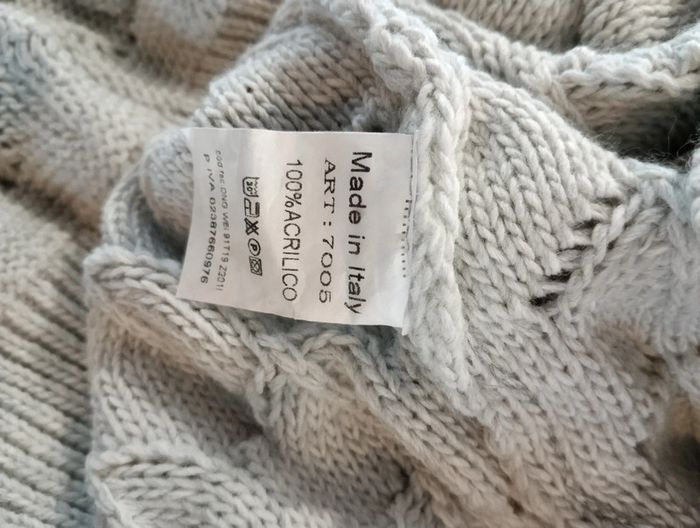 Made in Italy
ART:7005
100%ACRILICO
P.IVA 02387660976